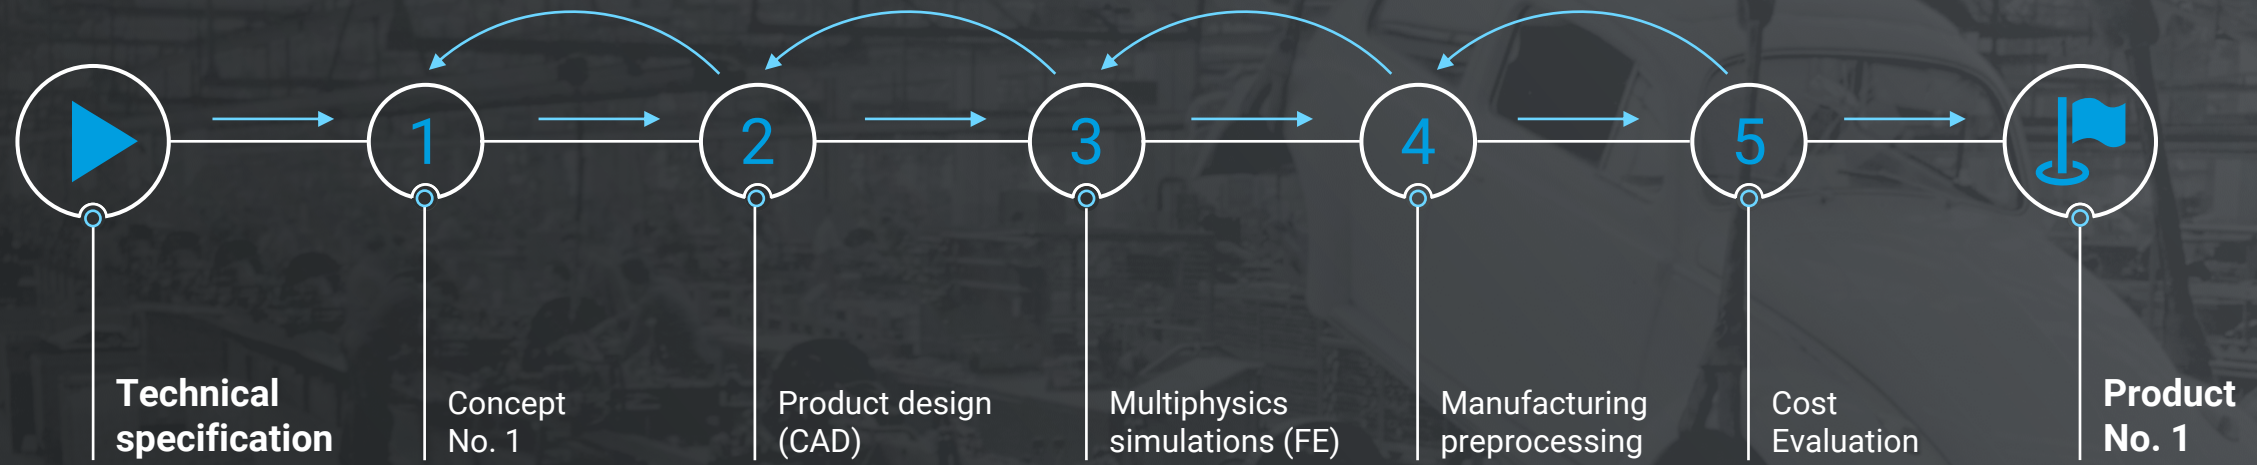 1
2
3
4
5
Technical
specification
Concept
No. 1
Product design
(CAD)
Multiphysics
simulations (FE)
Manufacturing
preprocessing
Cost
Evaluation
Product
No. 1